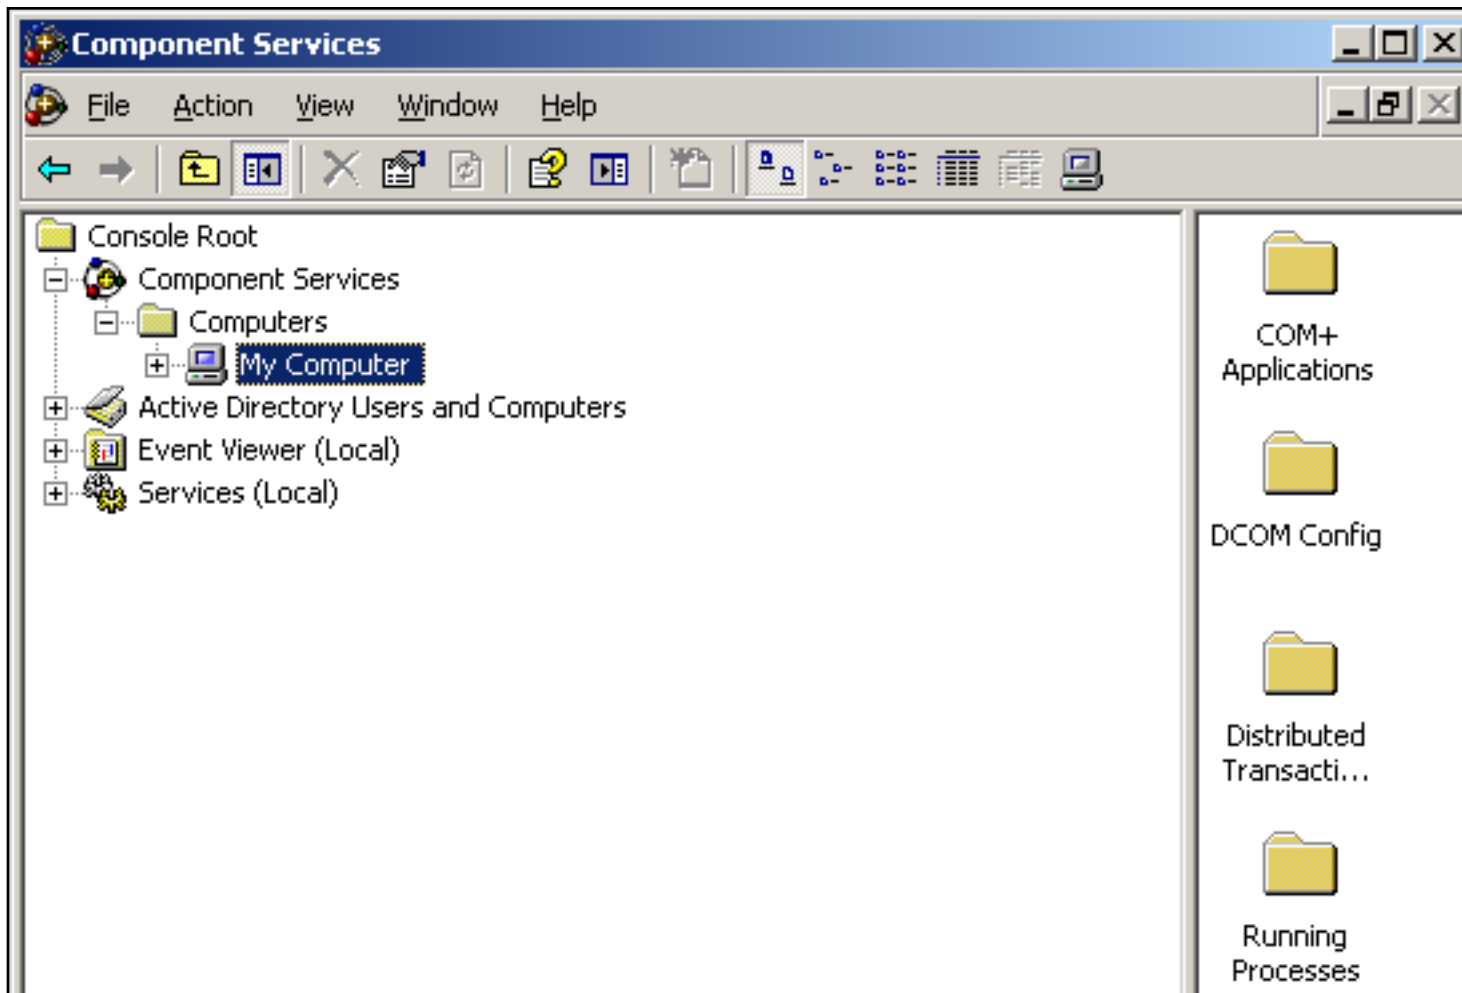 Component Services
File Action View Window Help
Console Root
Component Services
Computers
My Computer
Active Directory Users and Computers
Event Viewer (Local)
Services (Local)
COM+
Applications
DCOM Config
Distributed
Transacti...
Running
Processes